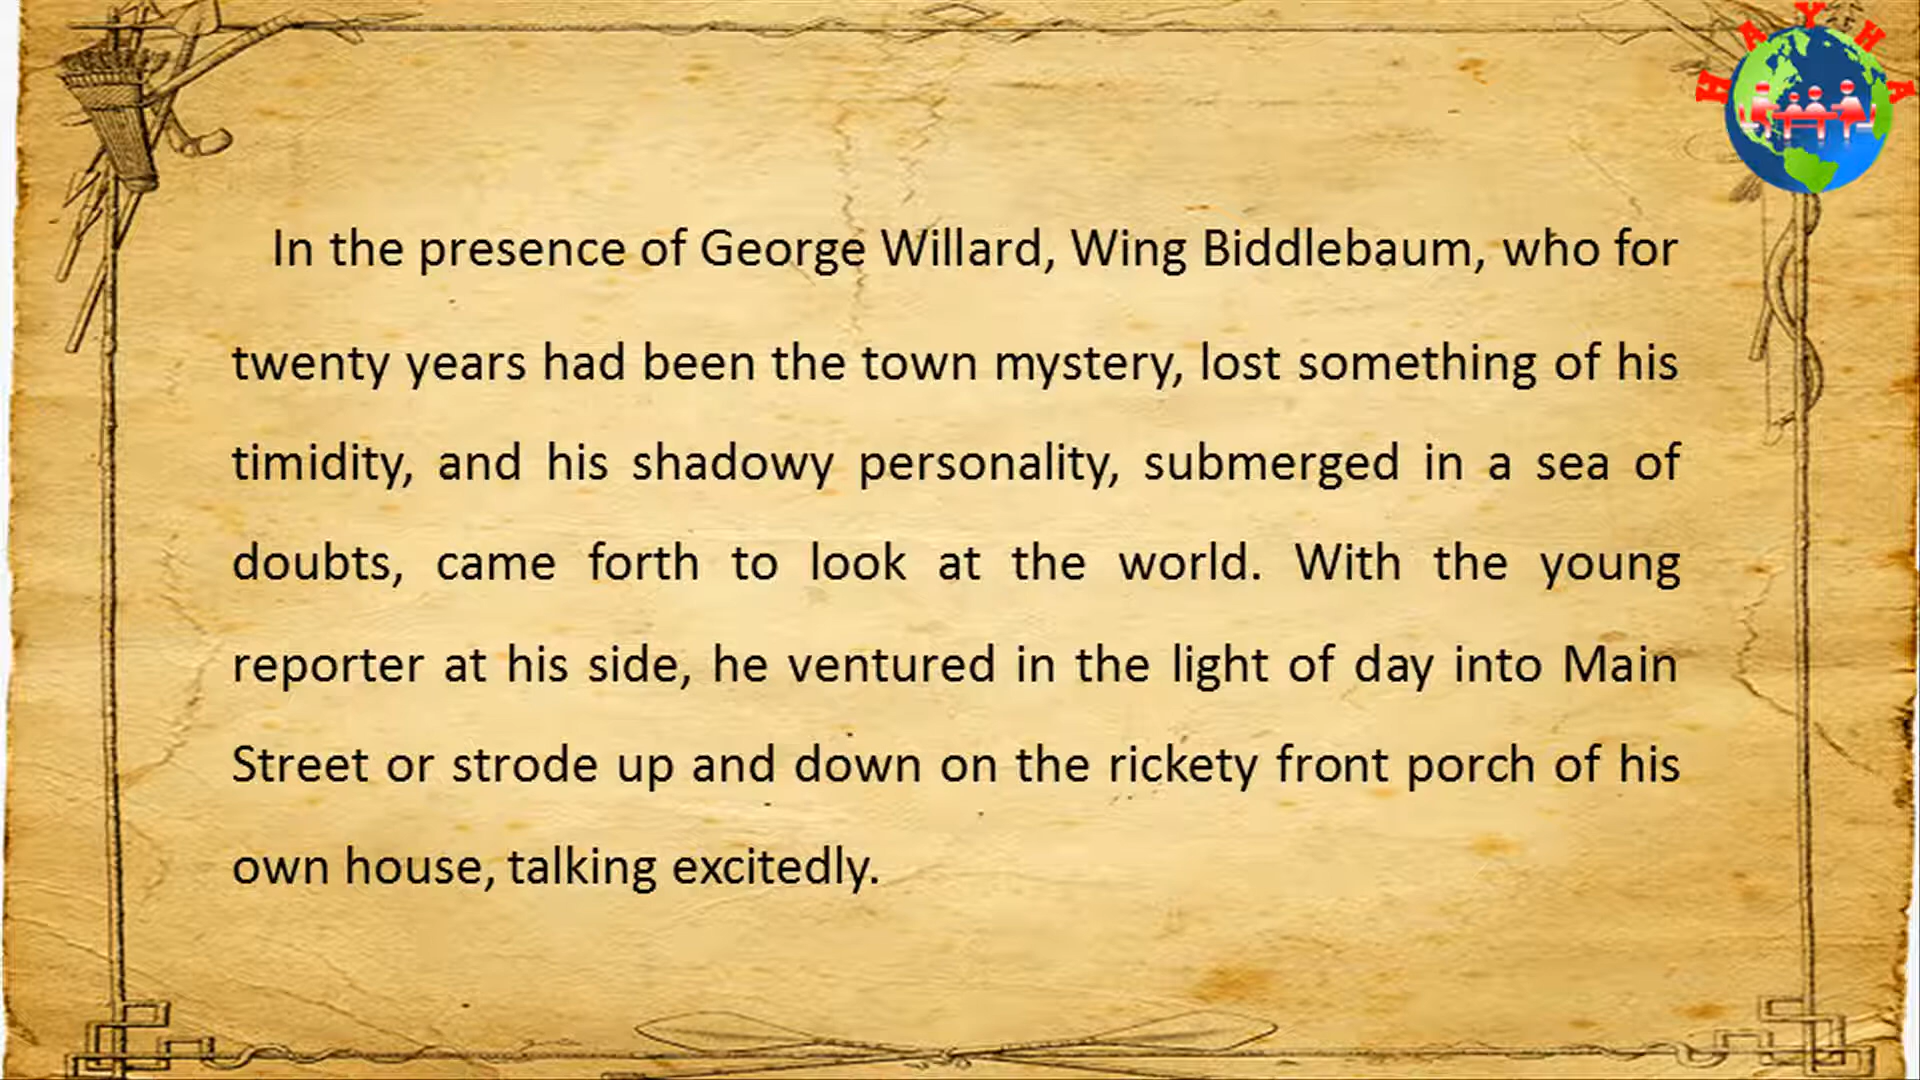 HAYHA
In the presence of George Willard, Wing Biddlebaum, who for
twenty years had been the town mystery, lost something of his
timidity, and his shadowy personality, submerged in a sea of
doubts, came forth to look at the world. With the young
reporter at his side, he ventured in the light of day into Main
Street or strode up and down on the rickety front porch of his
own house, talking excitedly.